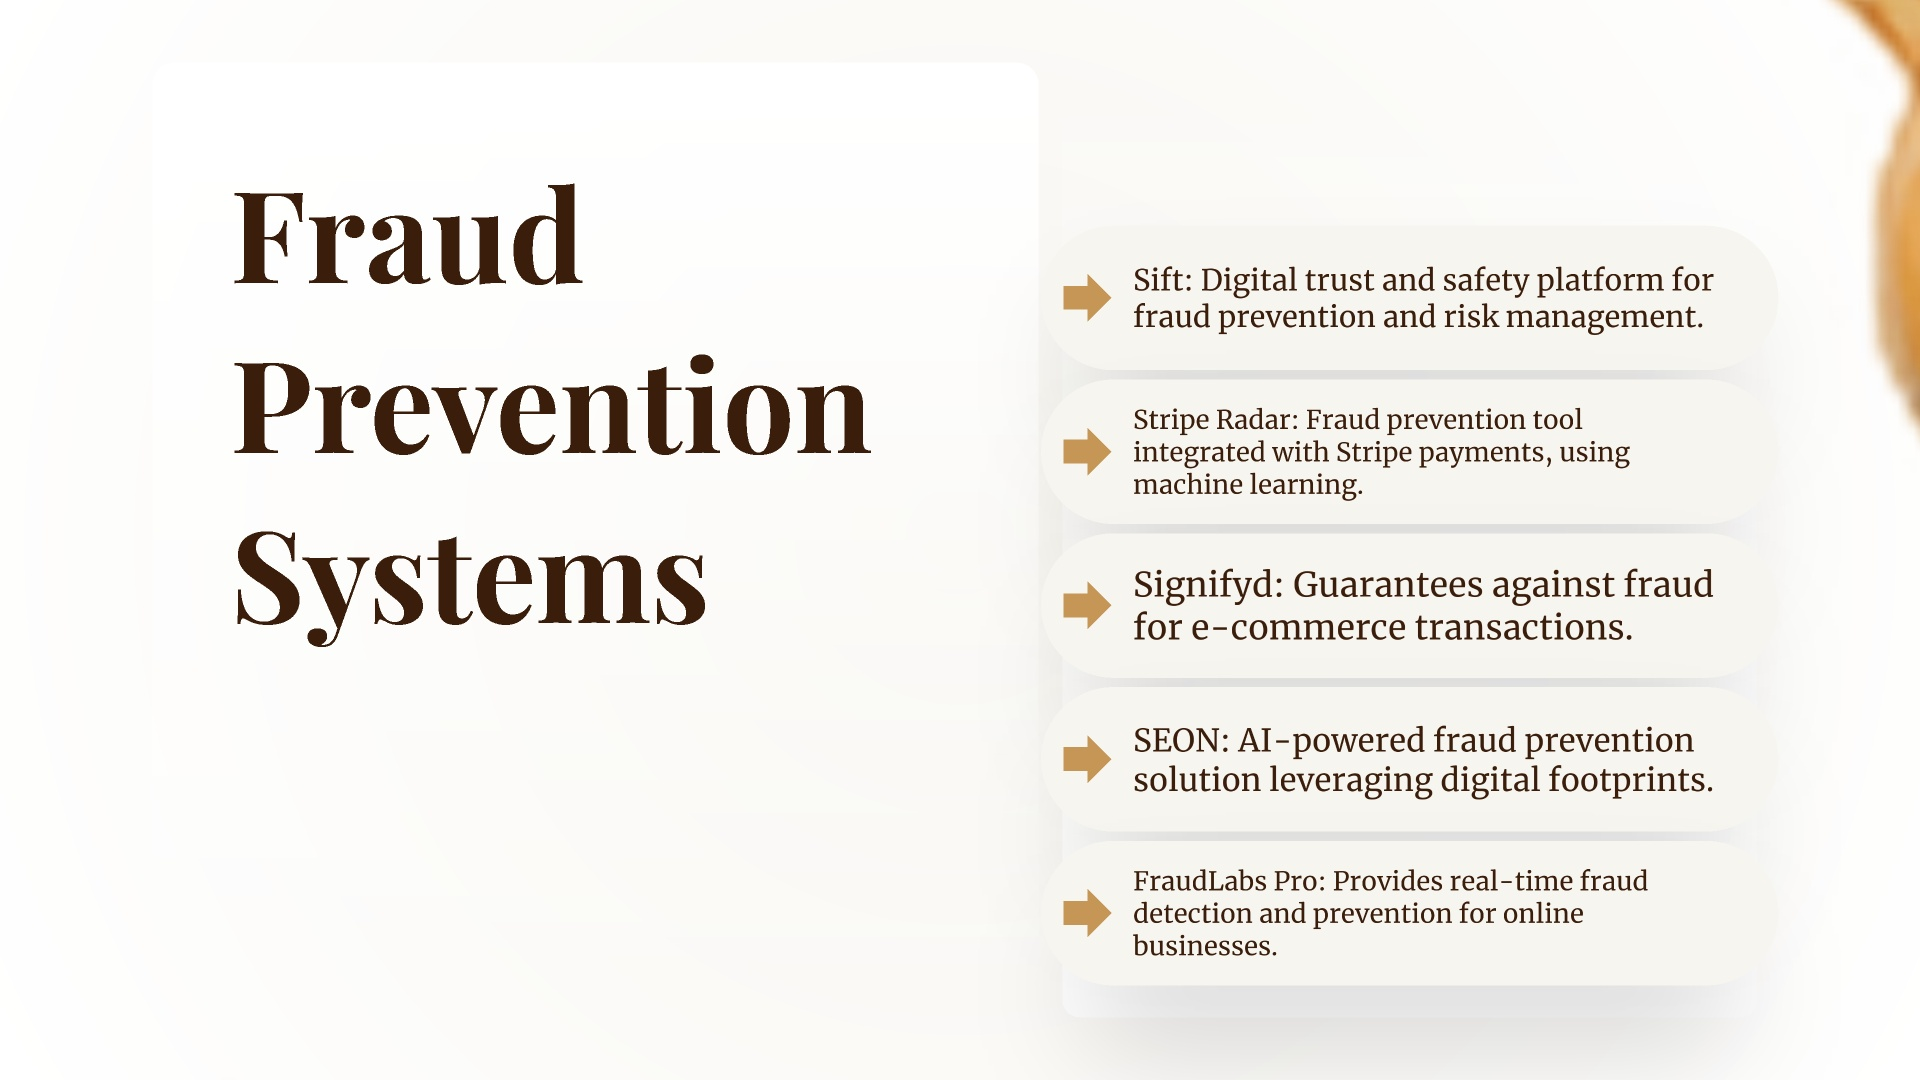 Fraud
Prevention
Systems
Sift: Digital trust and safety platform for
fraud prevention and risk management.
Stripe Radar: Fraud prevention tool
integrated with Stripe payments, using
machine learning.
Signifyd: Guarantees against fraud
for e-commerce transactions.
SEON: AI-powered fraud prevention
solution leveraging digital footprints.
FraudLabs Pro: Provides real-time fraud
detection and prevention for online
businesses.